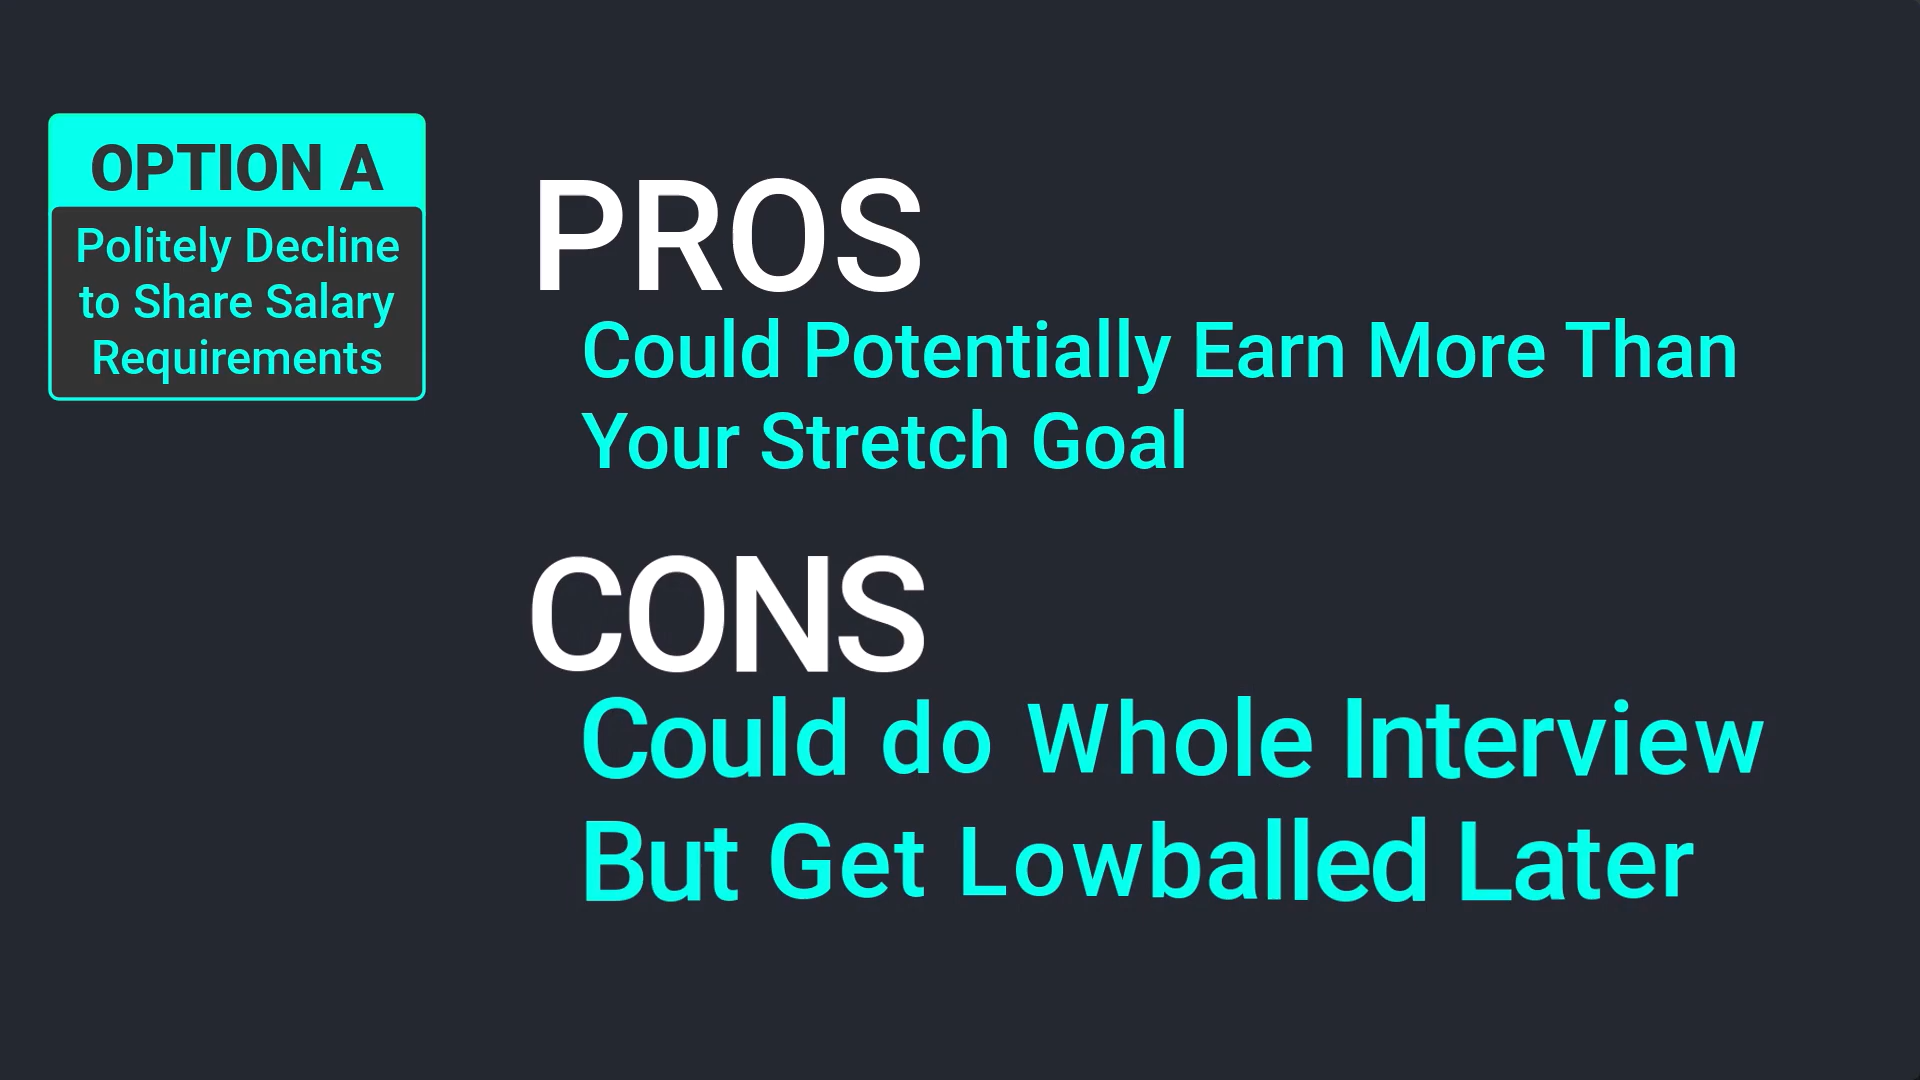 OPTION A
Politely Decline
to Share Salary
Requirements
PROS
Could Potentially Earn More Than
Your Stretch Goal
CONS
Could do Whole Interview
But Get Lowballed Later